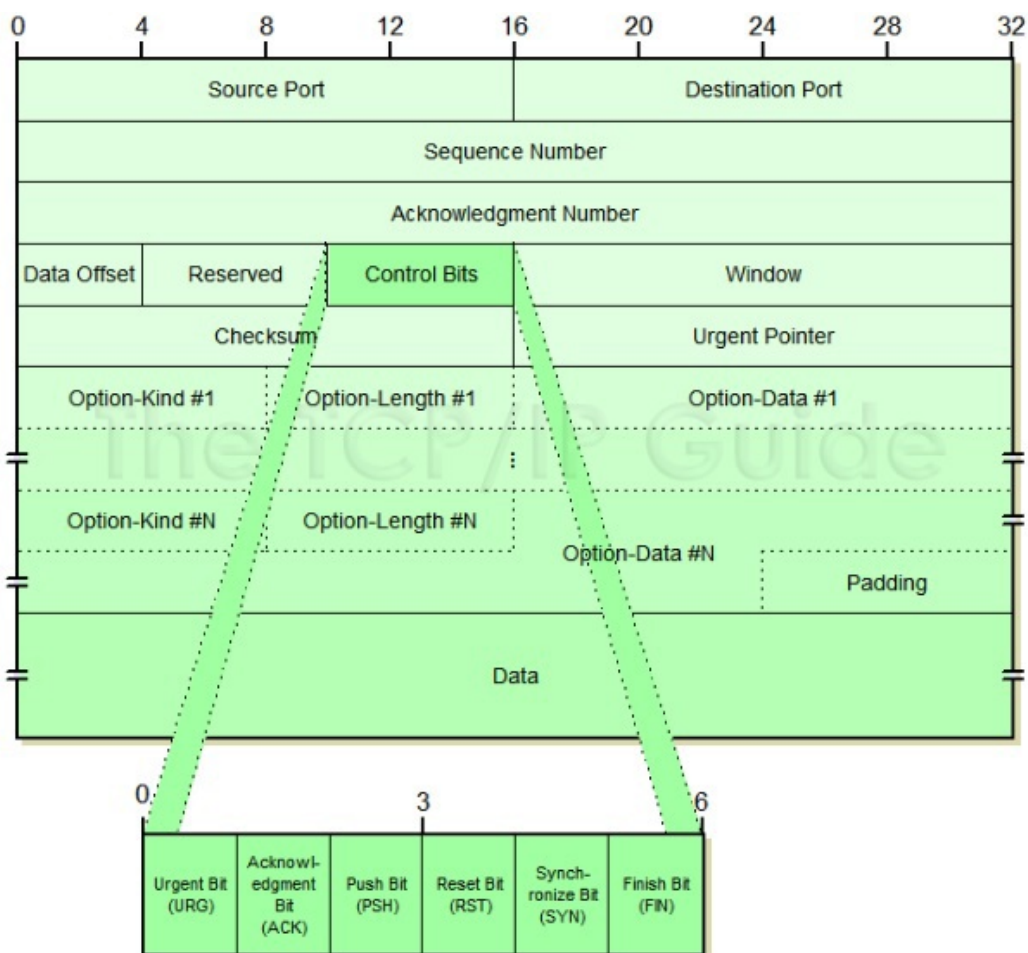 0 4 8 12 16 20 24 28 32
Source Port Destination Port
Sequence Number
Acknowledgment Number
Data Offset Reserved Control Bits Window
Checksum Urgent Pointer
Option-Kind #1 Option-Length #1 Option-Data #1
The TCP/IP Guide
...
Option-Kind #N Option-Length #N
Option-Data #N
Padding
Data
0 3 6
Urgent Bit
(URG)
Acknowl-
edgment
Bit
(ACK)
Push Bit
(PSH)
Reset Bit
(RST)
Synch-
ronize Bit
(SYN)
Finish Bit
(FIN)